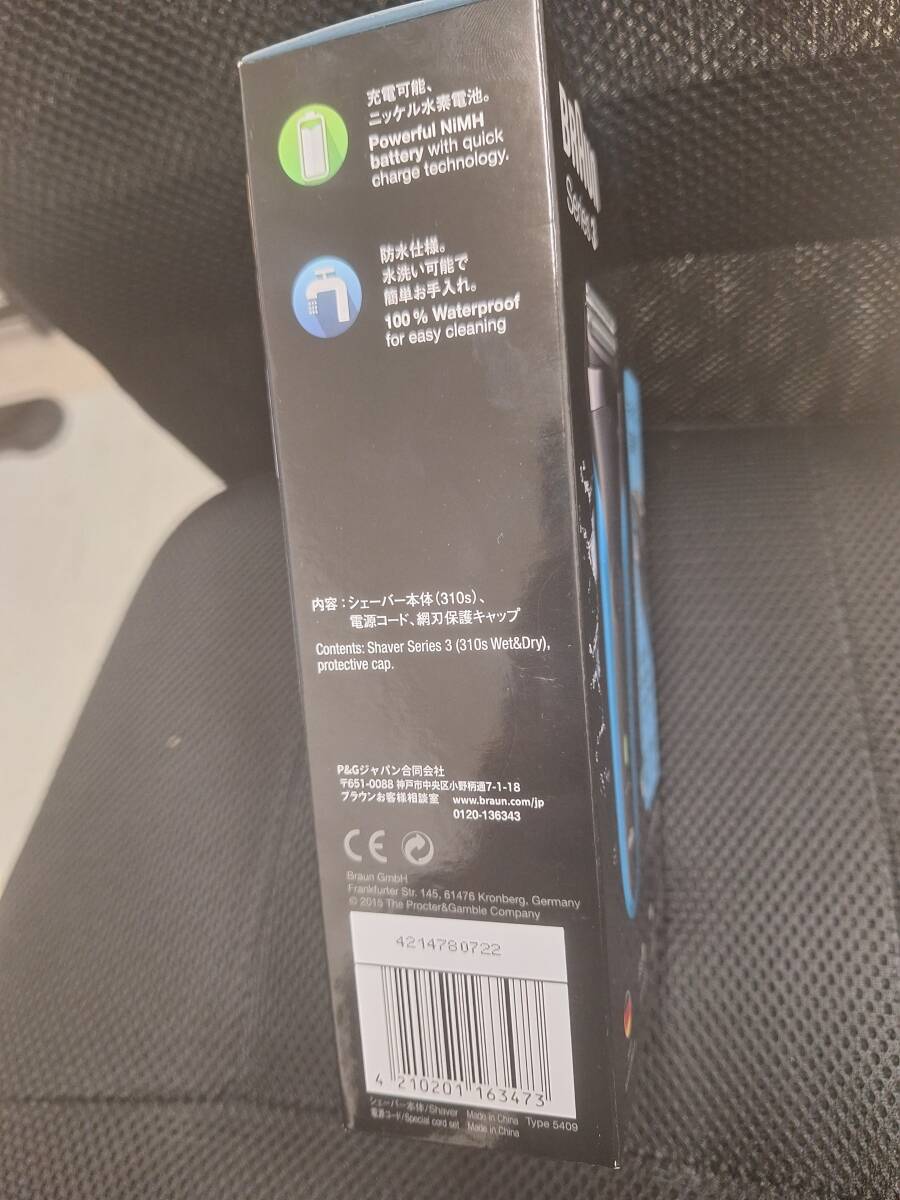 充電可能、
ニッケル水素電池。
Powerful NiMH
battery with quick
charge technology.
BRAUN
Series 3
防水仕様。
水洗い可能で
簡単お手入れ。
100 % Waterproof
for easy cleaning
内容：シェーバー本体（310s）、
電源コード、網刃保護キャップ
Contents: Shaver Series 3 (310s Wet&Dry),
protective cap.
P&Gジャパン合同会社
〒651-0088 神戸市中央区小野柄通7-1-18
ブラウンお客様相談室 www.braun.com/jp
0120-136343
CE
Braun GmbH
Frankfurter Str. 145, 61476 Kronberg, Germany
© 2015 The Procter&Gamble Company
4214780722
4 210201 163473
シェーバー本体/Shaver Made in China Type 5409
電源コード/Special cord set Made in China